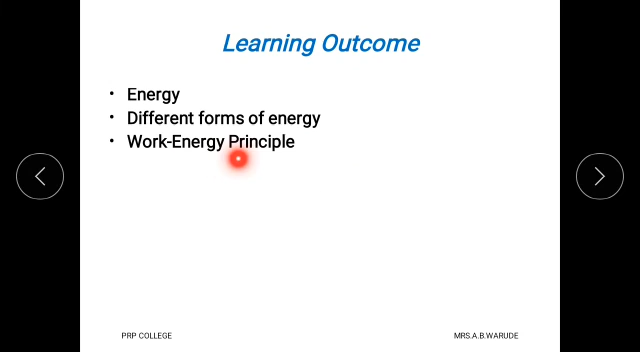 Learning Outcome
• Energy
• Different forms of energy
• Work-Energy Principle
PRP COLLEGE
MRS.A.B.WARUDE